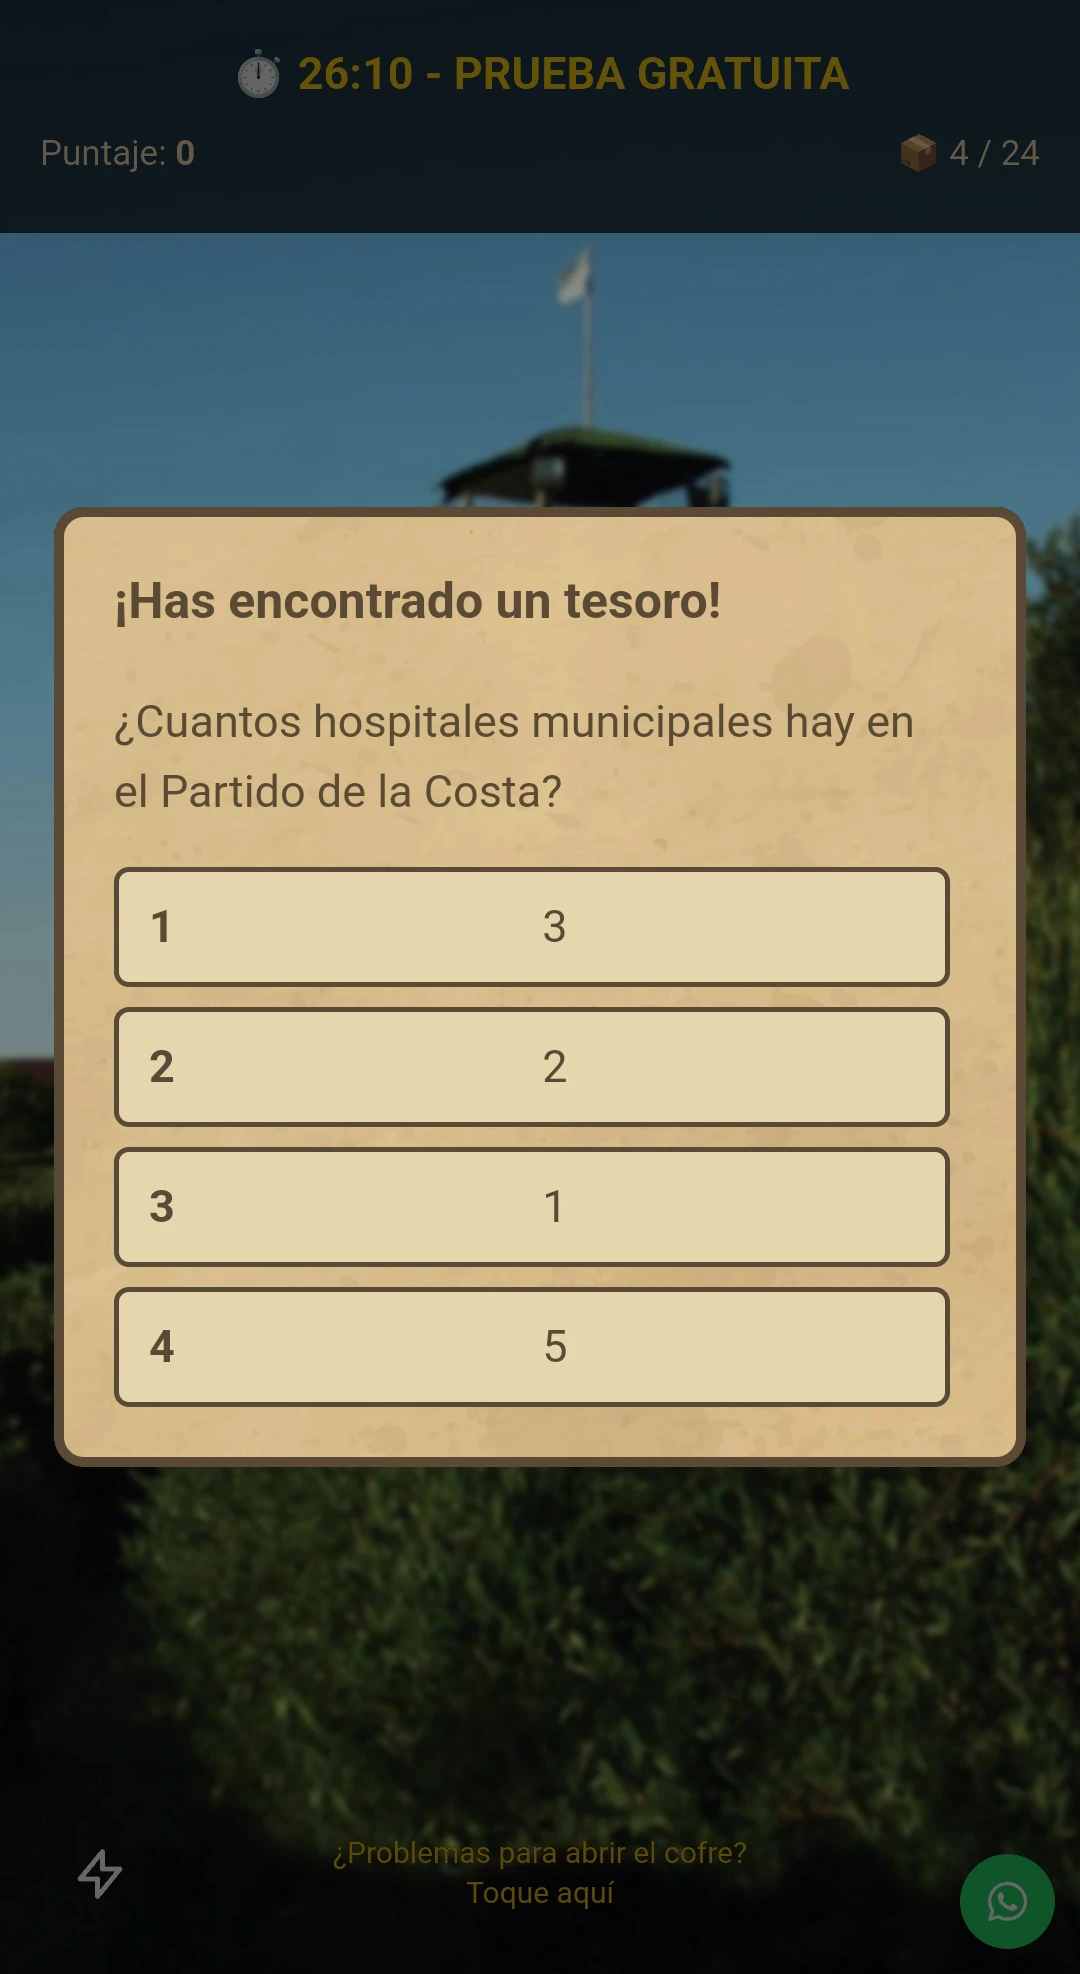 26:10 - PRUEBA GRATUITA
Puntaje: 0
4 / 24
¡Has encontrado un tesoro!
¿Cuantos hospitales municipales hay en
el Partido de la Costa?
1 3
2 2
3 1
4 5
¿Problemas para abrir el cofre?
Toque aquí